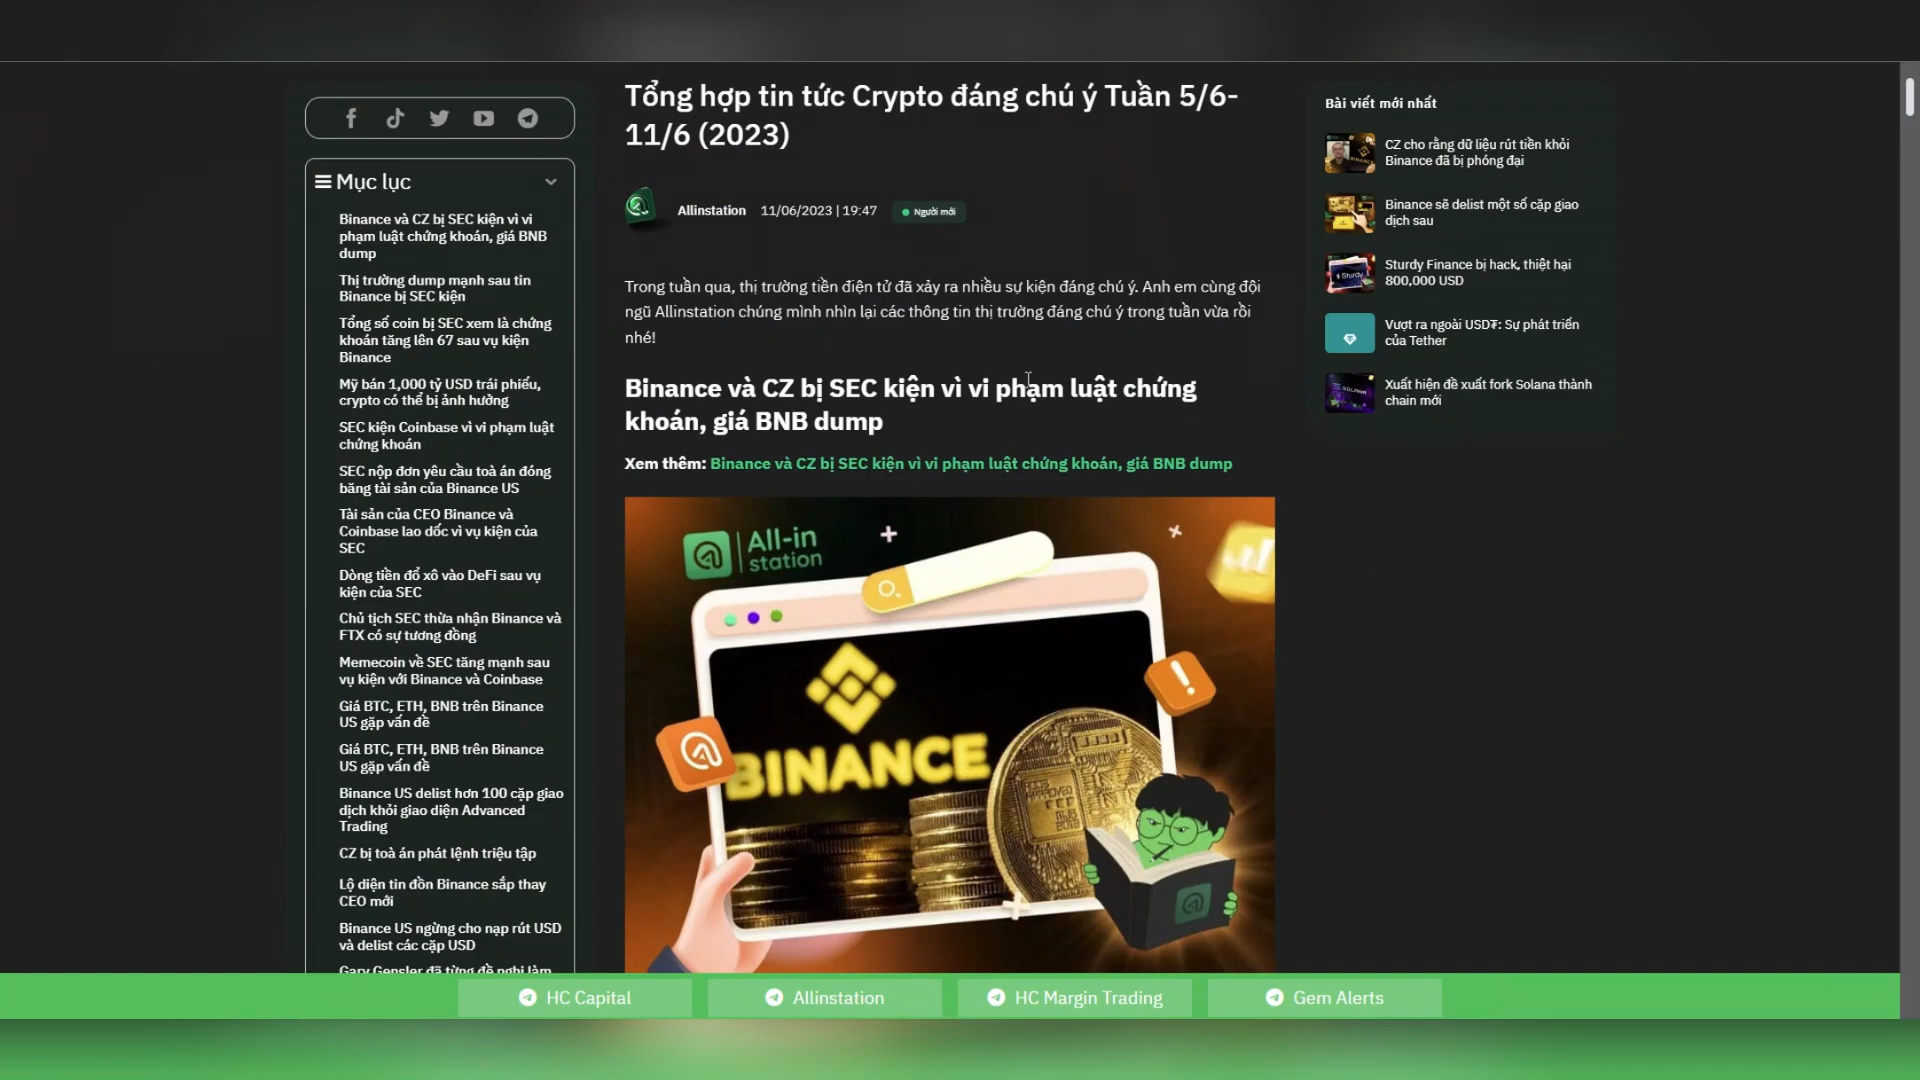 Mục lục
Binance và CZ bị SEC kiện vì vi
phạm luật chứng khoán, giá BNB
dump
Thị trường dump mạnh sau tin
Binance bị SEC kiện
Tổng số coin bị SEC xem là chứng
khoán tăng lên 67 sau vụ kiện
Binance
Mỹ bán 1,000 tỷ USD trái phiếu,
crypto có thể bị ảnh hưởng
SEC kiện Coinbase vì vi phạm luật
chứng khoán
SEC nộp đơn yêu cầu toà án đóng
băng tài sản của Binance US
Tài sản của CEO Binance và
Coinbase lao dốc vì vụ kiện của
SEC
Dòng tiền đổ xô vào DeFi sau vụ
kiện của SEC
Chủ tịch SEC thừa nhận Binance và
FTX có sự tương đồng
Memecoin về SEC tăng mạnh sau
vụ kiện với Binance và Coinbase
Giá BTC, ETH, BNB trên Binance
US gặp vấn đề
Giá BTC, ETH, BNB trên Binance
US gặp vấn đề
Binance US delist hơn 100 cặp giao
dịch khỏi giao diện Advanced
Trading
CZ bị toà án phát lệnh triệu tập
Lộ diện tin đồn Binance sắp thay
CEO mới
Binance US ngừng cho nạp rút USD
và delist các cặp USD
Gary Gensler đã từng đề nghị làm
Tổng hợp tin tức Crypto đáng chú ý Tuần 5/6-
11/6 (2023)
Allinstation 11/06/2023 | 19:47 Người mới
Trong tuần qua, thị trường tiền điện tử đã xảy ra nhiều sự kiện đáng chú ý. Anh em cùng đội
ngũ Allinstation chúng mình nhìn lại các thông tin thị trường đáng chú ý trong tuần vừa rồi
nhé!
Binance và CZ bị SEC kiện vì vi phạm luật chứng
khoán, giá BNB dump
Xem thêm: Binance và CZ bị SEC kiện vì vi phạm luật chứng khoán, giá BNB dump
All-in
station
BINANCE
Bài viết mới nhất
CZ cho rằng dữ liệu rút tiền khỏi
Binance đã bị phóng đại
Binance sẽ delist một số cặp giao
dịch sau
Sturdy Finance bị hack, thiệt hại
800,000 USD
Vượt ra ngoài USD₮: Sự phát triển
của Tether
Xuất hiện đề xuất fork Solana thành
chain mới
HC Capital
Allinstation
HC Margin Trading
Gem Alerts